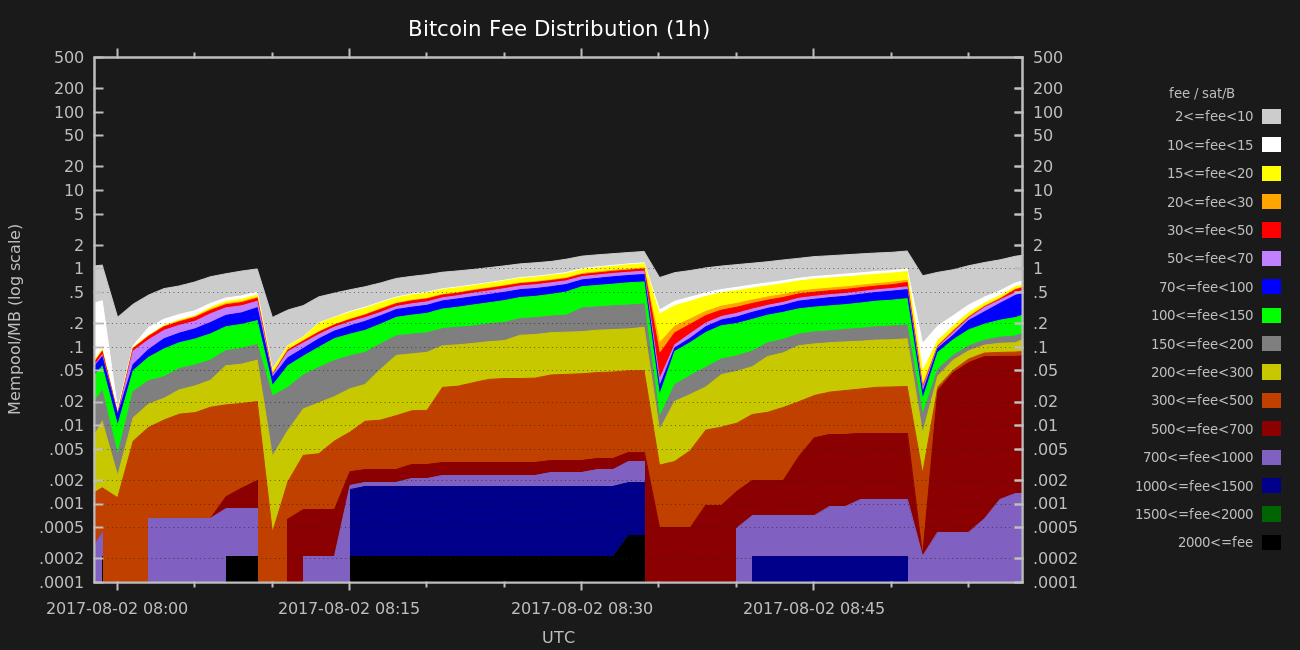 Bitcoin Fee Distribution (1h)
Mempool/MB (log scale)
500
200
100
50
20
10
5
2
1
.5
.2
.1
.05
.02
.01
.005
.002
.001
.0005
.0002
.0001
500
200
100
50
20
10
5
2
1
.5
.2
.1
.05
.02
.01
.005
.002
.001
.0005
.0002
.0001
2017-08-02 08:00
2017-08-02 08:15
2017-08-02 08:30
2017-08-02 08:45
UTC
fee / sat/B
2<=fee<10
10<=fee<15
15<=fee<20
20<=fee<30
30<=fee<50
50<=fee<70
70<=fee<100
100<=fee<150
150<=fee<200
200<=fee<300
300<=fee<500
500<=fee<700
700<=fee<1000
1000<=fee<1500
1500<=fee<2000
2000<=fee